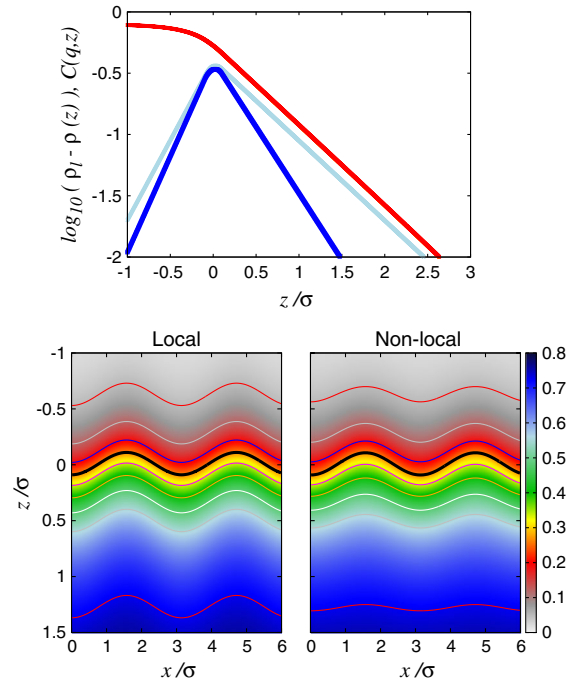 log10 ( ρl - ρ (z) ), C(q,z)
0
-0.5
-1
-1.5
-2
-1 -0.5 0 0.5 1 1.5 2 2.5 3
z /σ
Local Non-local
z/σ
-1
-0.5
0
0.5
1
1.5
0 1 2 3 4 5 6
x/σ
0 1 2 3 4 5 6
x/σ
0.8
0.7
0.6
0.5
0.4
0.3
0.2
0.1
0